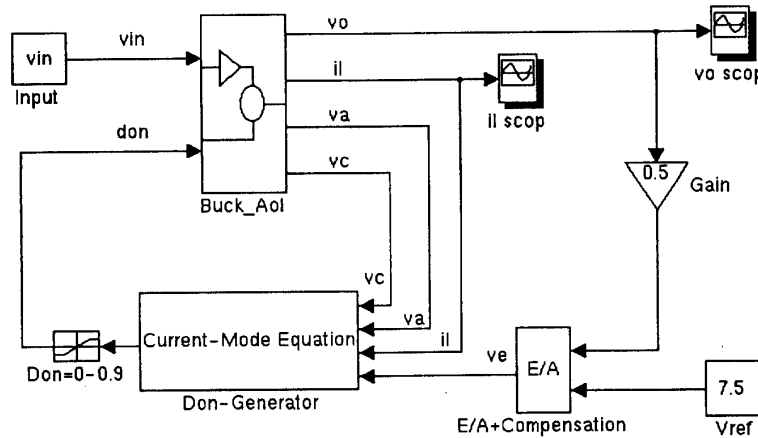 vo
vin
vin
Input
il
vo scop
il scop
va
don
vc
Buck_Aol
0.5
Gain
vc
va
il
Current-Mode Equation
Don=0-0.9
Don-Generator
ve
E/A
E/A+Compensation
7.5
Vref